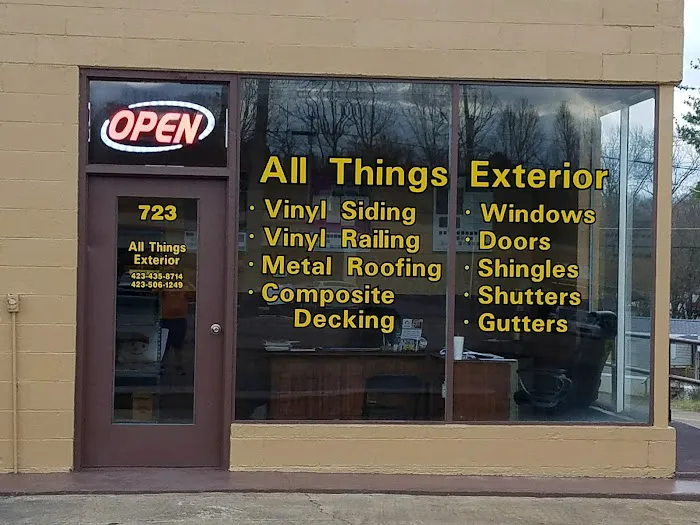 OPEN
723
All Things
Exterior
423-435-8714
423-506-1249
All Things Exterior
· Vinyl Siding
· Vinyl Railing
· Metal Roofing
· Composite
Decking
· Windows
· Doors
· Shingles
· Shutters
· Gutters